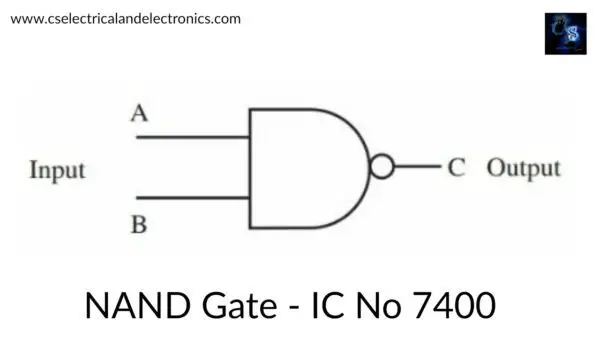 www.cselectricalandelectronics.com
A
Input
C Output
B
NAND Gate - IC No 7400